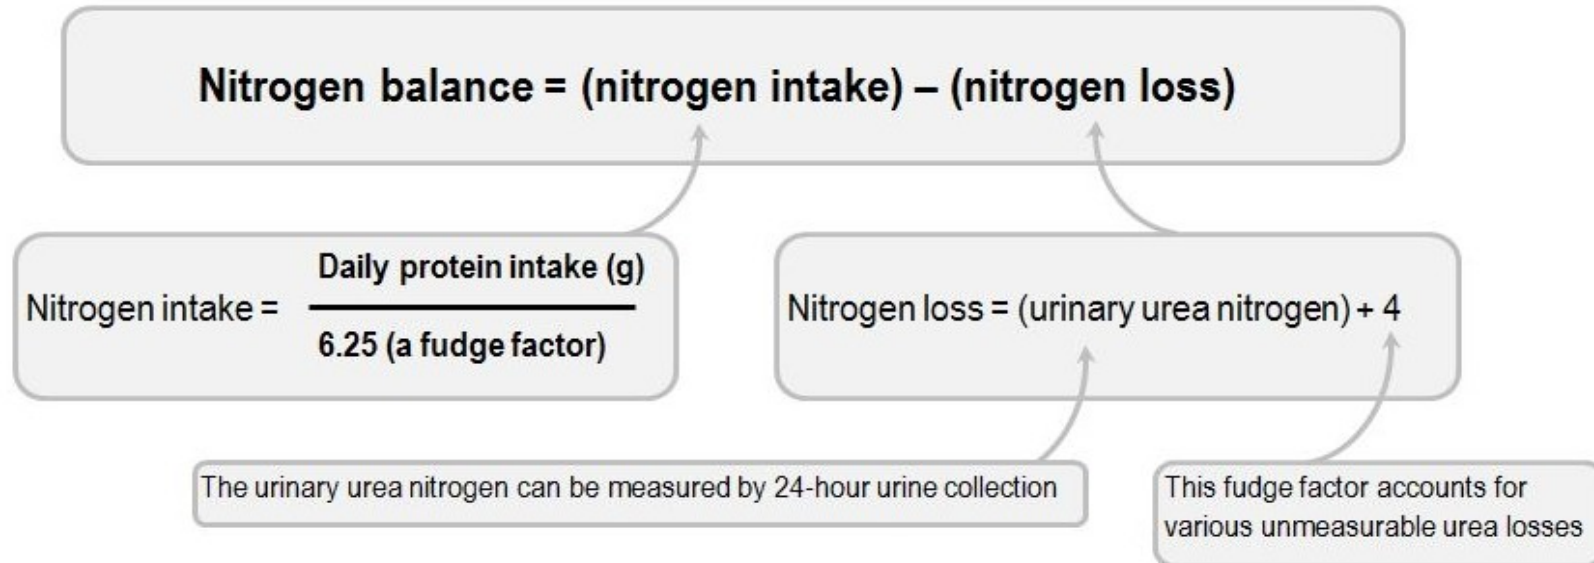 Nitrogen balance = (nitrogen intake) – (nitrogen loss)
Daily protein intake (g)
Nitrogen intake =
6.25 (a fudge factor)
Nitrogen loss = (urinary urea nitrogen) + 4
The urinary urea nitrogen can be measured by 24-hour urine collection
This fudge factor accounts for
various unmeasurable urea losses